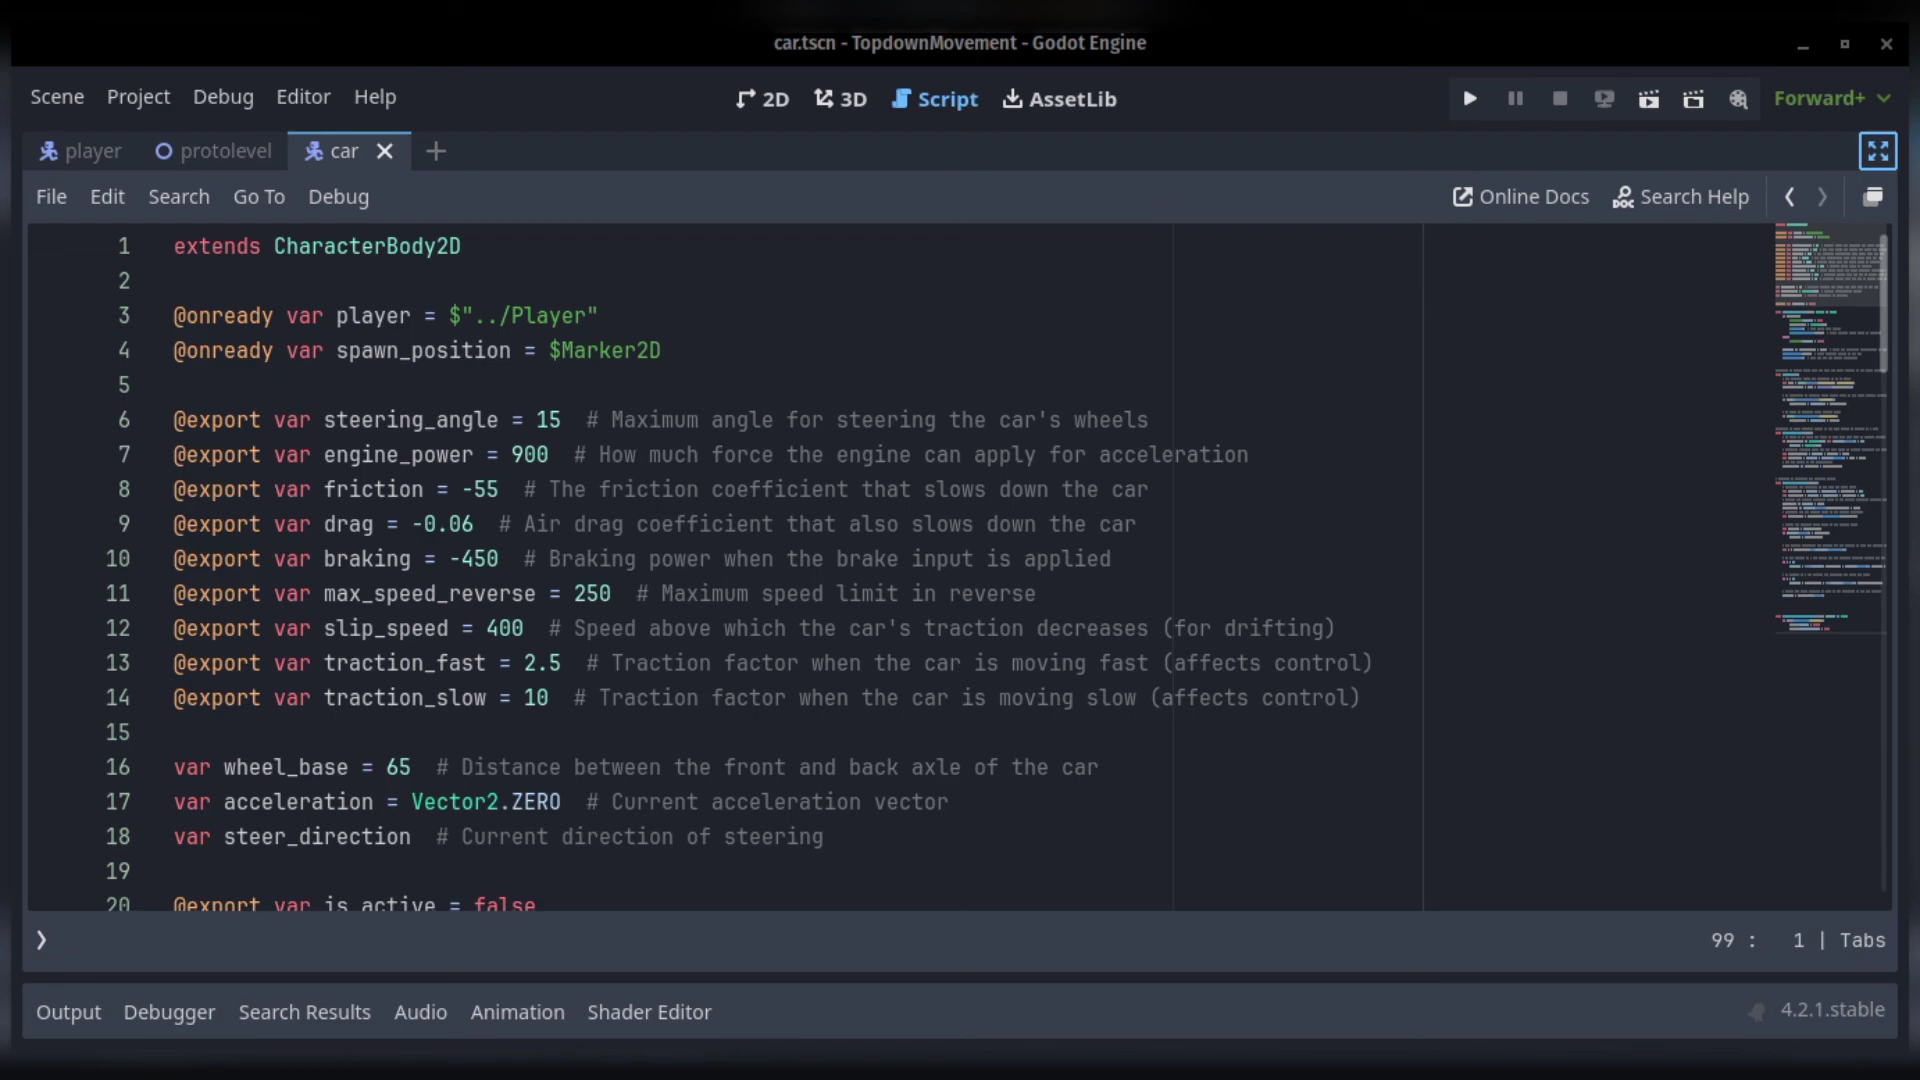 car.tscn - TopdownMovement - Godot Engine
Scene Project Debug Editor Help
2D 3D Script AssetLib
Forward+
player protolevel car
File Edit Search Go To Debug
Online Docs Search Help
1 extends CharacterBody2D
2
3 @onready var player = $"../Player"
4 @onready var spawn_position = $Marker2D
5
6 @export var steering_angle = 15  # Maximum angle for steering the car's wheels
7 @export var engine_power = 900  # How much force the engine can apply for acceleration
8 @export var friction = -55  # The friction coefficient that slows down the car
9 @export var drag = -0.06  # Air drag coefficient that also slows down the car
10 @export var braking = -450  # Braking power when the brake input is applied
11 @export var max_speed_reverse = 250  # Maximum speed limit in reverse
12 @export var slip_speed = 400  # Speed above which the car's traction decreases (for drifting)
13 @export var traction_fast = 2.5  # Traction factor when the car is moving fast (affects control)
14 @export var traction_slow = 10  # Traction factor when the car is moving slow (affects control)
15
16 var wheel_base = 65  # Distance between the front and back axle of the car
17 var acceleration = Vector2.ZERO  # Current acceleration vector
18 var steer_direction  # Current direction of steering
19
20 @export var is_active = false
99 : 1 | Tabs
Output Debugger Search Results Audio Animation Shader Editor
4.2.1.stable